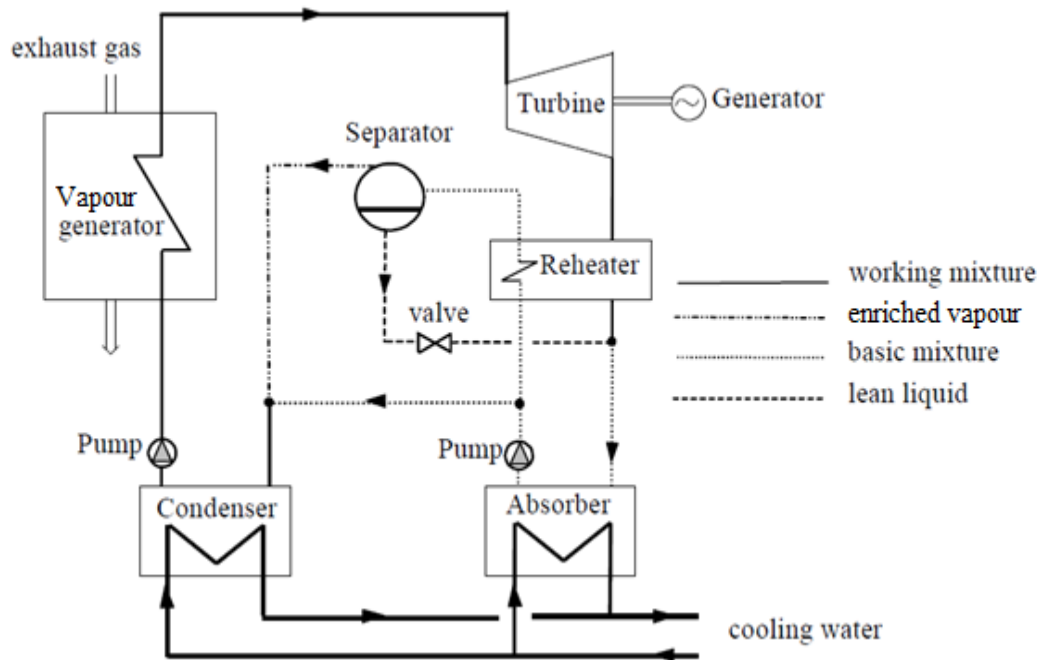 exhaust gas
Turbine
Generator
Separator
Vapour
generator
Reheater
working mixture
valve
enriched vapour
basic mixture
lean liquid
Pump
Pump
Condenser
Absorber
cooling water